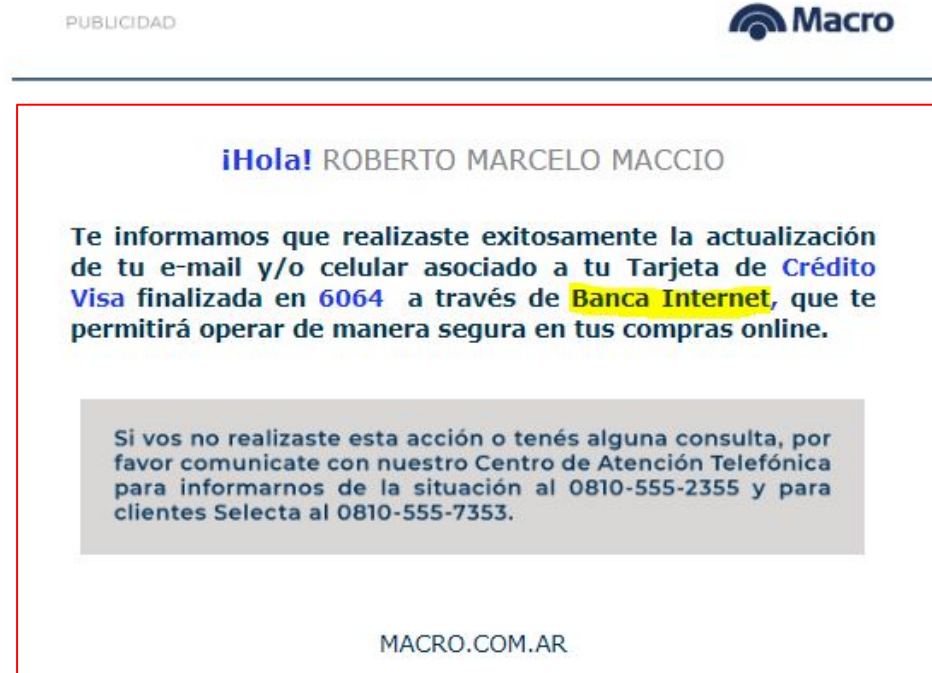 PUBLICIDAD
Macro
¡Hola! ROBERTO MARCELO MACCIO
Te informamos que realizaste exitosamente la actualización
de tu e-mail y/o celular asociado a tu Tarjeta de Crédito
Visa finalizada en 6064 a través de Banca Internet, que te
permitirá operar de manera segura en tus compras online.
Si vos no realizaste esta acción o tenés alguna consulta, por
favor comunicate con nuestro Centro de Atención Telefónica
para informarnos de la situación al 0810-555-2355 y para
clientes Selecta al 0810-555-7353.
MACRO.COM.AR